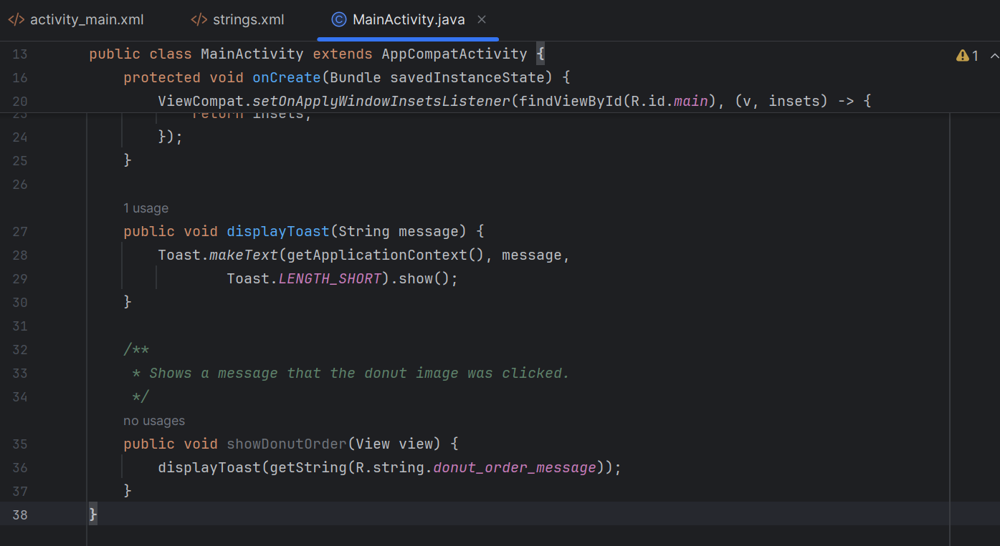 </> activity_main.xml </> strings.xml © MainActivity.java ×
13 public class MainActivity extends AppCompatActivity { 1
16 protected void onCreate(Bundle savedInstanceState) {
20 ViewCompat.setOnApplyWindowInsetsListener(findViewById(R.id.main), (v, insets) -> {
23 return insets;
24 });
25 }
26
1 usage
27 public void displayToast(String message) {
28 Toast.makeText(getApplicationContext(), message,
29 Toast.LENGTH_SHORT).show();
30 }
31
32 /**
33 * Shows a message that the donut image was clicked.
34 */
no usages
35 public void showDonutOrder(View view) {
36 displayToast(getString(R.string.donut_order_message));
37 }
38 }